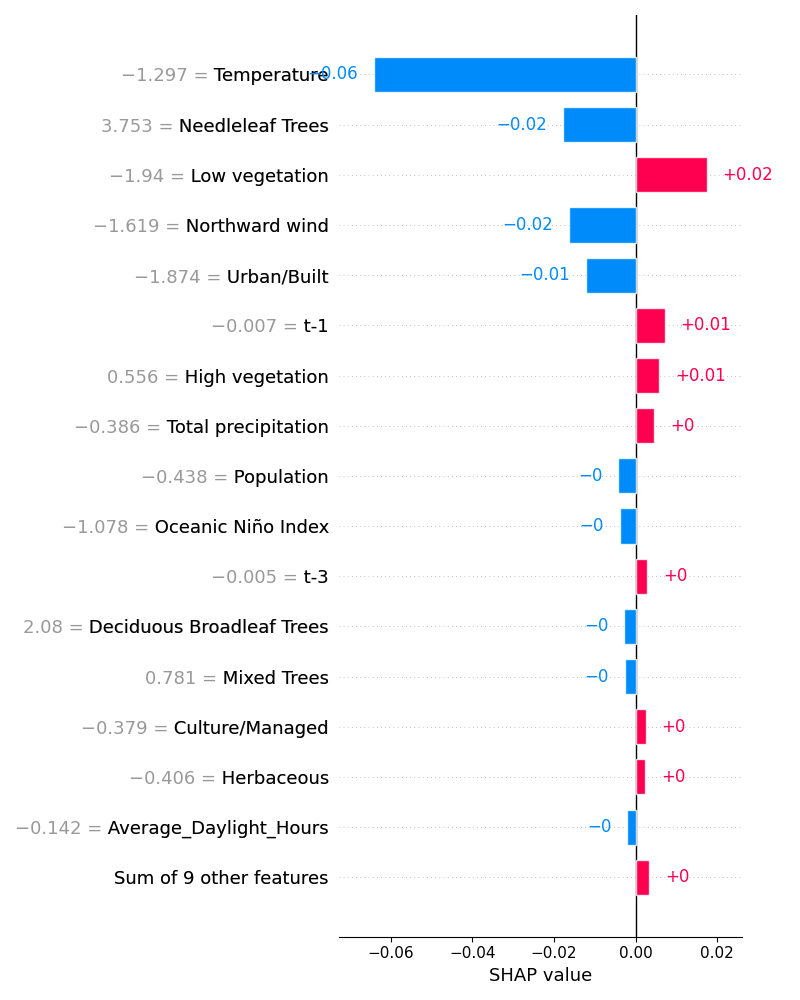 −1.297 = Temperature −0.06
3.753 = Needleleaf Trees −0.02
−1.94 = Low vegetation +0.02
−1.619 = Northward wind −0.02
−1.874 = Urban/Built −0.01
−0.007 = t-1 +0.01
0.556 = High vegetation +0.01
−0.386 = Total precipitation +0
−0.438 = Population −0
−1.078 = Oceanic Niño Index −0
−0.005 = t-3 +0
2.08 = Deciduous Broadleaf Trees −0
0.781 = Mixed Trees −0
−0.379 = Culture/Managed +0
−0.406 = Herbaceous +0
−0.142 = Average_Daylight_Hours −0
Sum of 9 other features +0
−0.06 −0.04 −0.02 0.00 0.02
SHAP value